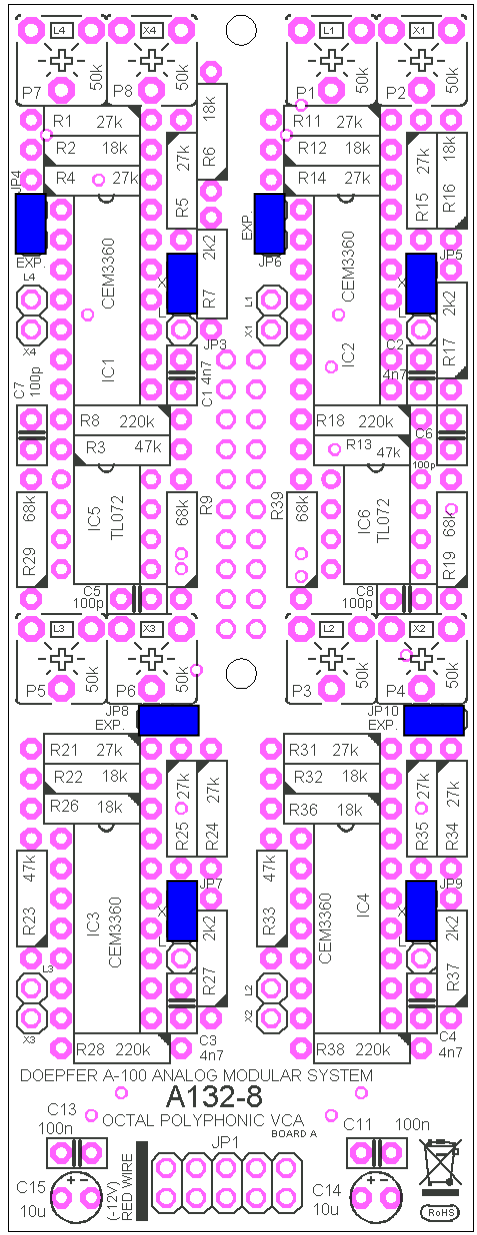 L4 X4 L1 X1
P7 50k P8 50k P1 50k P2 50k
R1 27k R11 27k
R2 18k R12 18k
R4 27k R14 27k
18k R6 27k R5 27k R15 18k R16
JP4 EXP. EXP. JP6 JP5
CEM3360 IC1 CEM3360 IC2
2k2 R7 X L X L 2k2 R17
L4 X4 L1 X1
JP3 C1 4n7 C2 4n7
C7 100p
R8 220k R18 220k C6 100p
R3 47k R13 47k
68k R29 IC5 TL072 68k R9 R39 68k IC6 TL072 68k R19
C5 100p C8 100p
L3 X3 L2 X2
P5 50k P6 50k P3 50k P4 50k
JP8 EXP. JP10 EXP.
R21 27k R31 27k
R22 18k R32 18k
R26 18k R36 18k
27k R25 27k R24 27k R35 27k R34
47k R23 47k R33
JP7 JP9
IC3 CEM3360 CEM3360 IC4
X L 2k2 R27 X L 2k2 R37
L3 X3 L2 X2
R28 220k C3 4n7 R38 220k C4 4n7
DOEPFER A-100 ANALOG MODULAR SYSTEM
A132-8
OCTAL POLYPHONIC VCA
BOARD A
C13 100n JP1 C11 100n
C15 10u + - (-12V) RED WIRE C14 10u + -
RoHS